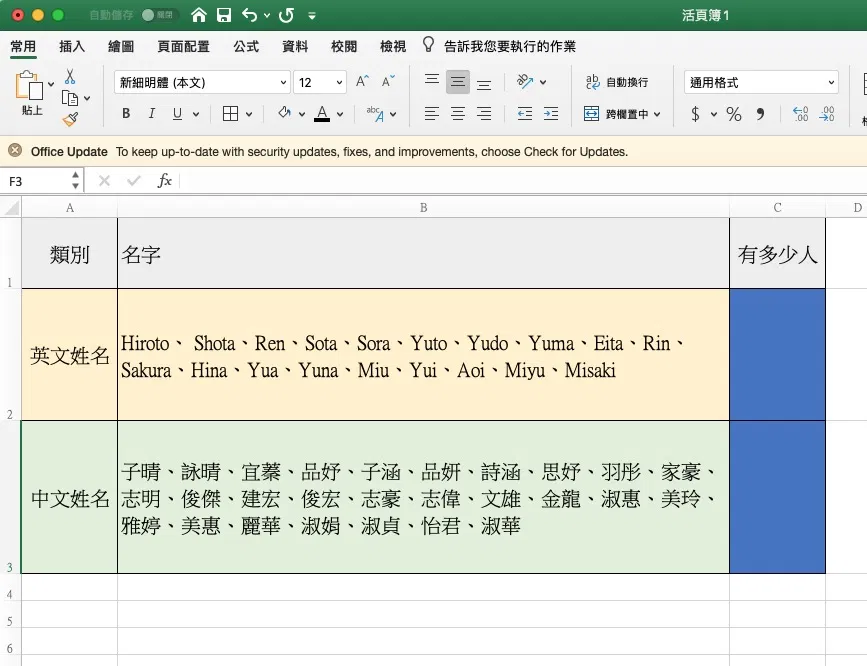 自動儲存 關閉 活頁簿1
常用 插入 繪圖 頁面配置 公式 資料 校閱 檢視 告訴我您要執行的作業
貼上 新細明體 (本文) 12 A A ab 自動換行 通用格式
B I U A abc A 跨欄置中 $ % .00 .00
Office Update To keep up-to-date with security updates, fixes, and improvements, choose Check for Updates.
F3 fx
A B C D
1 類別 名字 有多少人
2 英文姓名 Hiroto、 Shota、Ren、Sota、Sora、Yuto、Yudo、Yuma、Eita、Rin、
Sakura、Hina、Yua、Yuna、Miu、Yui、Aoi、Miyu、Misaki
3 中文姓名 子晴、詠晴、宜蓁、品妤、子涵、品妍、詩涵、思妤、羽彤、家豪、
志明、俊傑、建宏、俊宏、志豪、志偉、文雄、金龍、淑惠、美玲、
雅婷、美惠、麗華、淑娟、淑貞、怡君、淑華
4
5
6